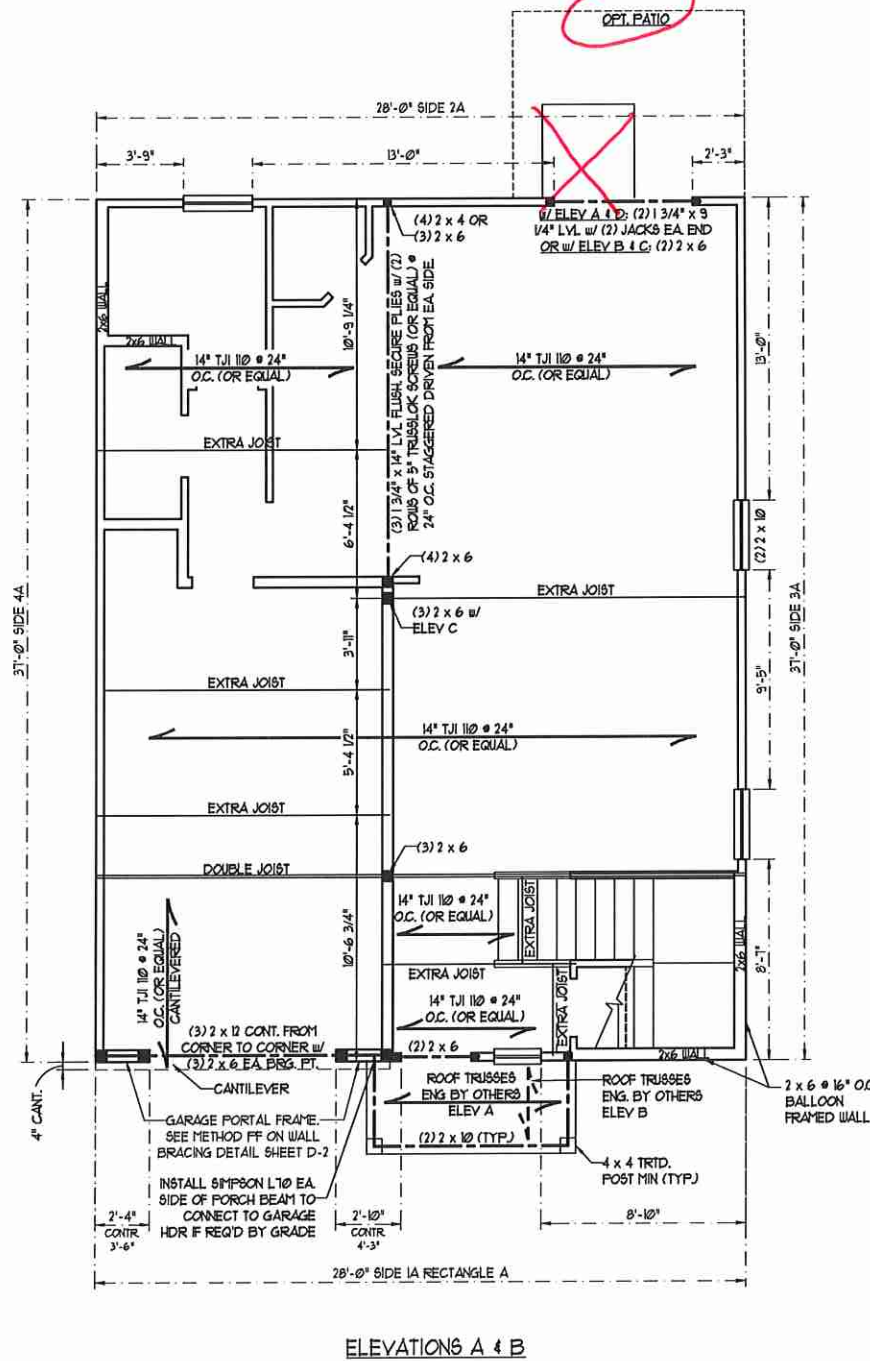 OPT. PATIO
28'-0" SIDE 2A
3'-9"
13'-0"
2'-3"
(4) 2 x 4 OR
(3) 2 x 6
W/ ELEV A & D: (2) 1 3/4" x 9
1/4" LVL w/ (2) JACKS EA. END
OR w/ ELEV B & C: (2) 2 x 6
2x6 WALL
2x6 WALL
14" TJI 110 @ 24"
O.C. (OR EQUAL)
10'-9 1/4"
(3) 1 3/4" x 14" LVL FLUSH. SECURE PLIES w/ (2)
ROWS OF 5" TRUSSLOK SCREWS (OR EQUAL) @
24" O.C. STAGGERED DRIVEN FROM EA. SIDE.
14" TJI 110 @ 24"
O.C. (OR EQUAL)
13'-0"
EXTRA JOIST
6'-4 1/2"
(2) 2 x 10
(4) 2 x 6
EXTRA JOIST
(3) 2 x 6 w/
ELEV C
37'-0" SIDE 4A
37'-0" SIDE 3A
3'-11"
9'-5"
EXTRA JOIST
14" TJI 110 @ 24"
O.C. (OR EQUAL)
5'-4 1/2"
EXTRA JOIST
(3) 2 x 6
DOUBLE JOIST
14" TJI 110 @ 24"
O.C. (OR EQUAL)
CANTILEVERED
10'-6 3/4"
14" TJI 110 @ 24"
O.C. (OR EQUAL)
EXTRA JOIST
EXTRA JOIST
14" TJI 110 @ 24"
O.C. (OR EQUAL)
EXTRA JOIST
2x6 WALL
8'-7"
(3) 2 x 12 CONT. FROM
CORNER TO CORNER w/
(3) 2 x 6 EA. BRG. PT.
(2) 2 x 6
2x6 WALL
4" CANT.
CANTILEVER
ROOF TRUSSES
ENG BY OTHERS
ELEV A
ROOF TRUSSES
ENG. BY OTHERS
ELEV B
2 x 6 @ 16" O.C
BALLOON
FRAMED WALL
GARAGE PORTAL FRAME.
SEE METHOD PF ON WALL
BRACING DETAIL SHEET D-2
(2) 2 x 10 (TYP.)
4 x 4 TRTD.
POST MIN (TYP.)
INSTALL SIMPSON L70 EA.
SIDE OF PORCH BEAM TO
CONNECT TO GARAGE
HDR IF REQ'D BY GRADE
2'-4"
CONTR.
3'-6"
2'-10"
CONTR.
4'-3"
8'-10"
28'-0" SIDE 1A RECTANGLE A
ELEVATIONS A & B